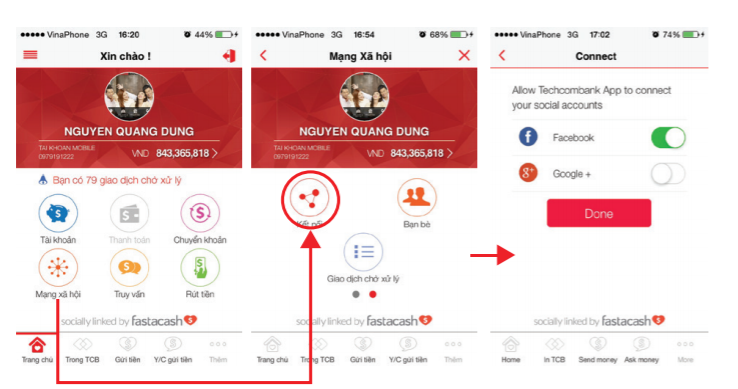 VinaPhone 3G 16:20 44%
Xin chào !
NGUYEN QUANG DUNG
TAI KHOAN MOBILE
0979191222
VND 843,365,818
Bạn có 79 giao dịch chờ xử lý
Tài khoản Thanh toán Chuyển khoản
Mạng xã hội Truy vấn Rút tiền
socially linked by fastacash
Trang chủ Trong TCB Gửi tiền Y/C gửi tiền Thêm
VinaPhone 3G 16:54 68%
Mạng Xã hội
NGUYEN QUANG DUNG
TAI KHOAN MOBILE
0979191222
VND 843,365,818
Kết nối Bạn bè
Giao dịch chờ xử lý
socially linked by fastacash
Trang chủ Trong TCB Gửi tiền Y/C gửi tiền Thêm
VinaPhone 3G 17:02 74%
Connect
Allow Techcombank App to connect
your social accounts
Facebook
Google +
Done
socially linked by fastacash
Home In TCB Send money Ask money More